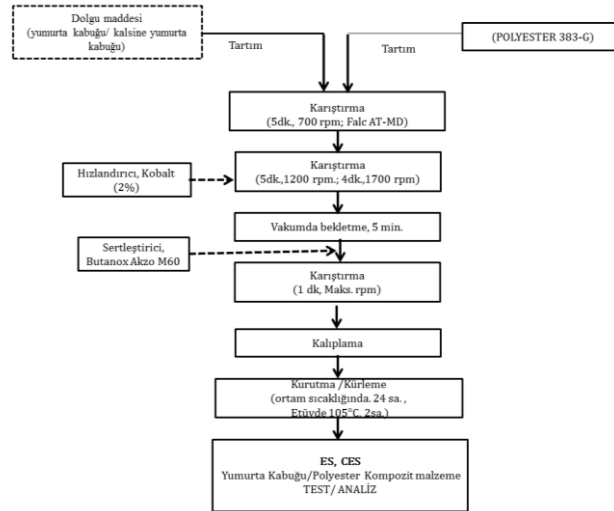 Dolgu maddesi
(yumurta kabuğu/ kalsine yumurta
kabuğu)
Tartım
Tartım
(POLYESTER 383-G)
Karıştırma
(5dk., 700 rpm; Falc AT-MD)
Hızlandırıcı, Kobalt
(2%)
Karıştırma
(5dk.,1200 rpm.; 4dk.,1700 rpm)
Vakumda bekletme, 5 min.
Sertleştirici,
Butanox Akzo M60
Karıştırma
(1 dk, Maks. rpm)
Kalıplama
Kurutma /Kürleme
(ortam sıcaklığında. 24 sa. ,
Etüvde 105°C. 2sa.)
ES, CES
Yumurta Kabuğu/Polyester Kompozit malzeme
TEST/ ANALİZ